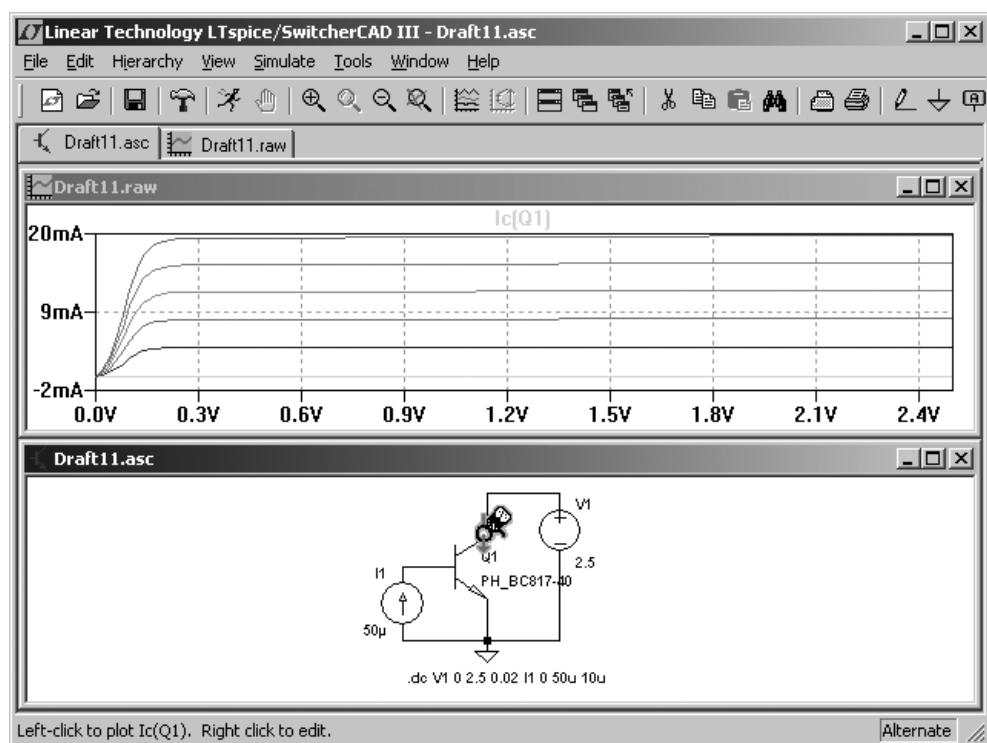 Linear Technology LTspice/SwitcherCAD III - Draft11.asc
File Edit Hierarchy View Simulate Tools Window Help
Draft11.asc Draft11.raw
Draft11.raw
Ic(Q1)
20mA
9mA
-2mA
0.0V 0.3V 0.6V 0.9V 1.2V 1.5V 1.8V 2.1V 2.4V
Draft11.asc
V1
Q1
2.5
I1
PH_BC817-40
50µ
.dc V1 0 2.5 0.02 I1 0 50u 10u
Left-click to plot Ic(Q1). Right click to edit.
Alternate